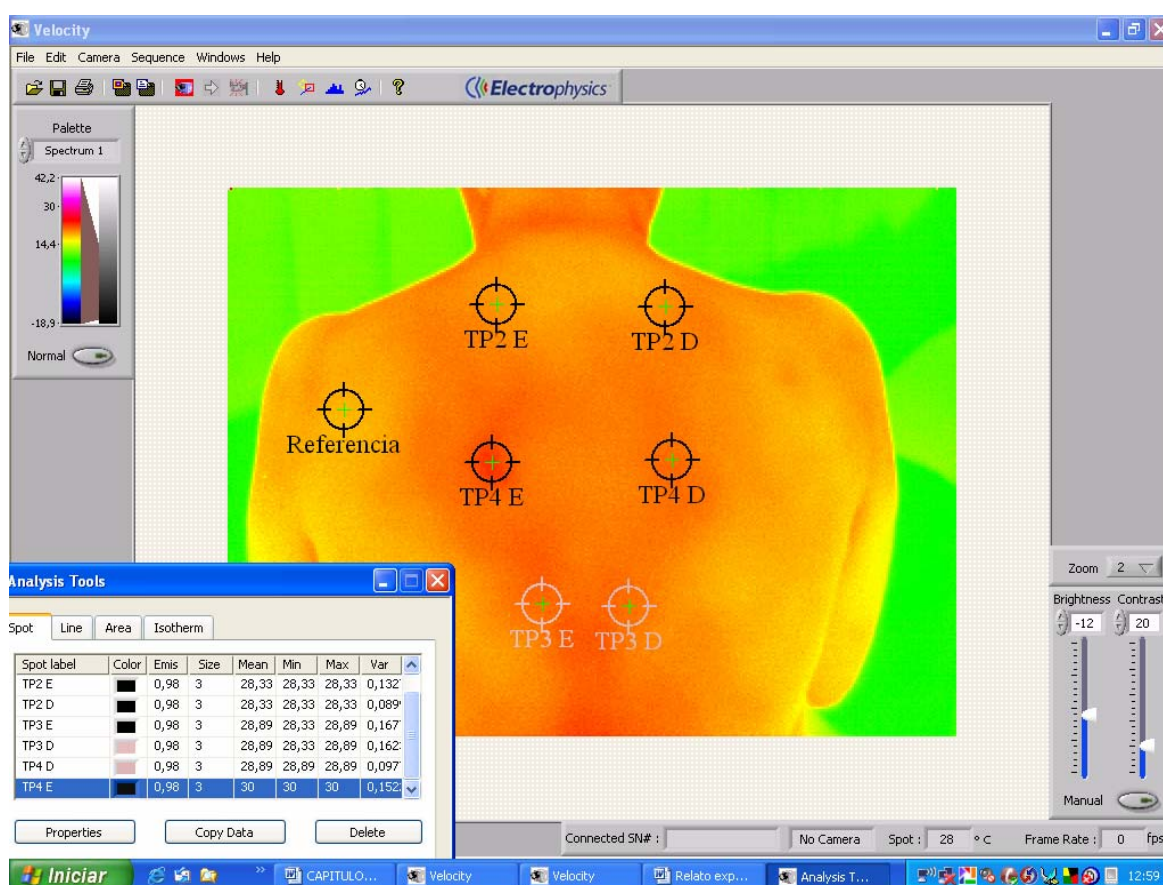 Velocity
File Edit Camera Sequence Windows Help
Electrophysics
Palette
Spectrum 1
42,2
30
14,4
-18,9
Normal
TP2 E
TP2 D
Referencia
TP4 E
TP4 D
TP3 E
TP3 D
Analysis Tools
Spot Line Area Isotherm
Spot label Color Emis Size Mean Min Max Var
TP2 E 0,98 3 28,33 28,33 28,33 0,132
TP2 D 0,98 3 28,33 28,33 28,33 0,089
TP3 E 0,98 3 28,89 28,33 28,89 0,167
TP3 D 0,98 3 28,89 28,33 28,89 0,162
TP4 D 0,98 3 28,89 28,89 28,89 0,097
TP4 E 0,98 3 30 30 30 0,152
Properties Copy Data Delete
Zoom 2
Brightness Contrast
-12 20
Manual
Connected SN# : No Camera Spot : 28 ° C Frame Rate : 0 fps
Iniciar » CAPITULO... Velocity Velocity Relato exp... Analysis T... 12:59